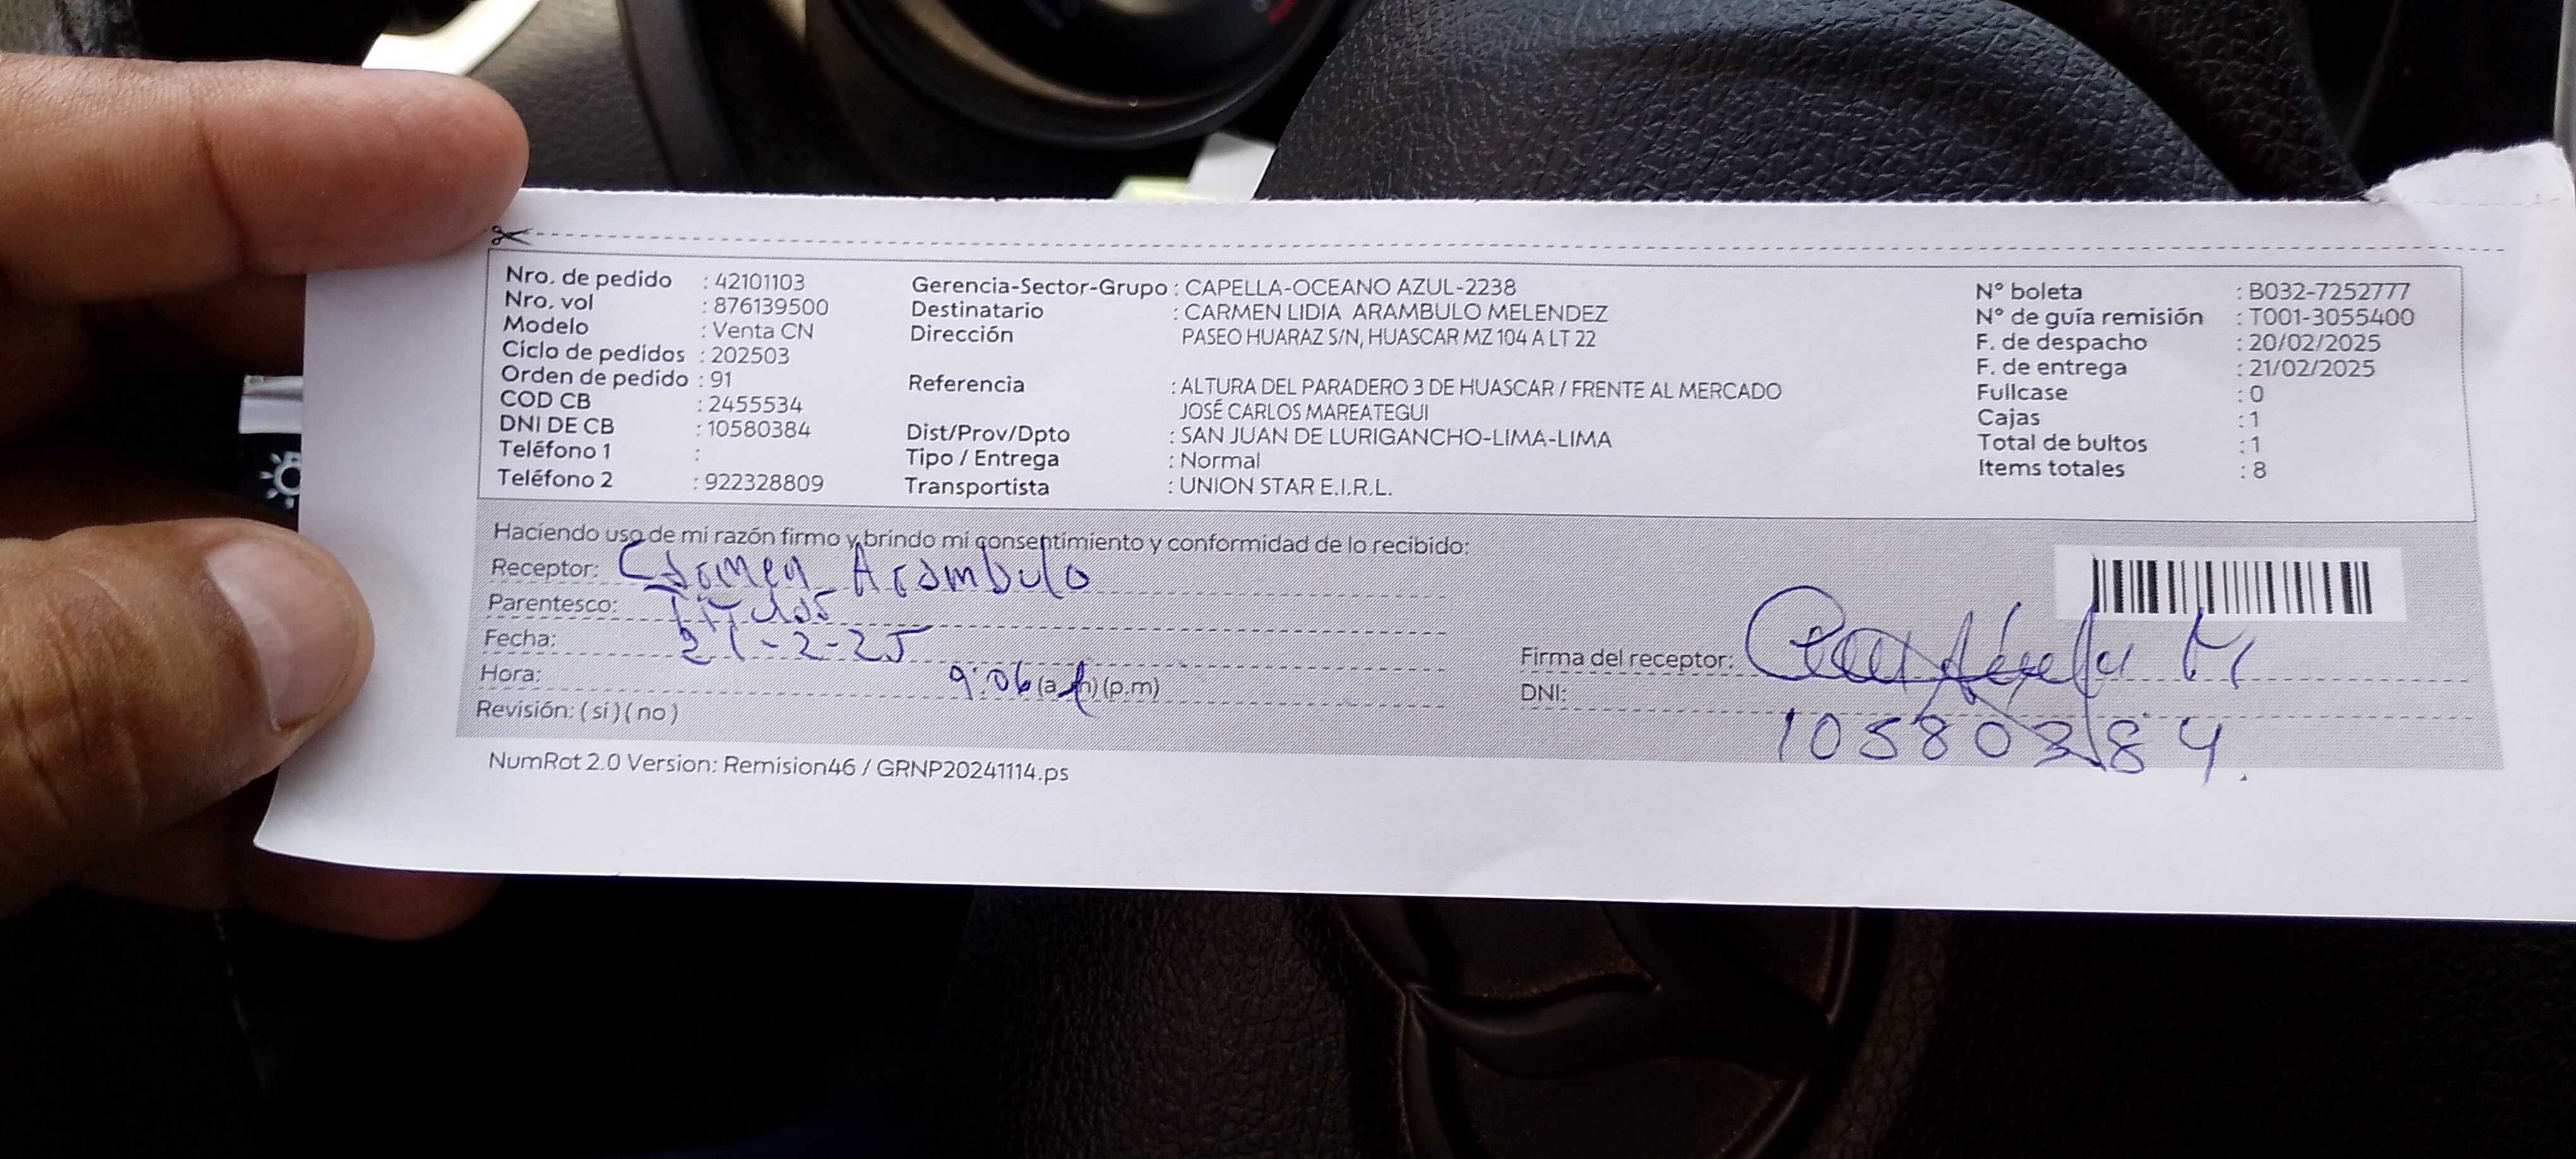 Nro. de pedido : 42101103
Nro. vol : 876139500
Modelo : Venta CN
Ciclo de pedidos : 202503
Orden de pedido : 91
COD CB : 2455534
DNI DE CB : 10580384
Teléfono 1 :
Teléfono 2 : 922328809
Gerencia-Sector-Grupo : CAPELLA-OCEANO AZUL-2238
Destinatario : CARMEN LIDIA ARAMBULO MELENDEZ
Dirección PASEO HUARAZ S/N, HUASCAR MZ 104 A LT 22
Referencia : ALTURA DEL PARADERO 3 DE HUASCAR / FRENTE AL MERCADO
JOSÉ CARLOS MAREATEGUI
Dist/Prov/Dpto : SAN JUAN DE LURIGANCHO-LIMA-LIMA
Tipo / Entrega : Normal
Transportista : UNION STAR E.I.R.L.
N° boleta : B032-7252777
N° de guía remisión : T001-3055400
F. de despacho : 20/02/2025
F. de entrega : 21/02/2025
Fullcase : 0
Cajas : 1
Total de bultos : 1
Items totales : 8
Haciendo uso de mi razón firmo y brindo mi consentimiento y conformidad de lo recibido:
Receptor: Carmen Arambulo
Parentesco:
Fecha: 21-2-25
Hora: 9:06 (a.m) (p.m)
Revisión: ( si ) ( no )
Firma del receptor:
DNI: 10580384.
NumRot 2.0 Version: Remision46 / GRNP20241114.ps